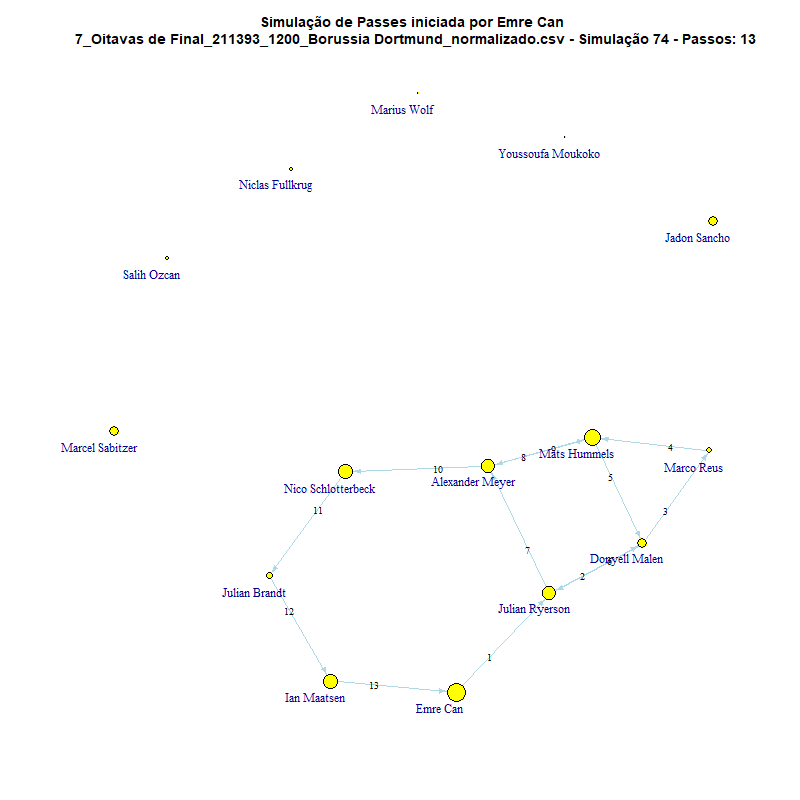 Simulação de Passes iniciada por Emre Can
7_Oitavas de Final_211393_1200_Borussia Dortmund_normalizado.csv - Simulação 74 - Passos: 13
Marius Wolf
Youssoufa Moukoko
Niclas Fullkrug
Jadon Sancho
Salih Ozcan
Marcel Sabitzer
4
9
Mats Hummels
8
Marco Reus
10
5
Alexander Meyer
Nico Schlotterbeck
3
11
7
Donyell Malen
6
2
Julian Brandt
Julian Ryerson
12
1
13
Ian Maatsen
Emre Can